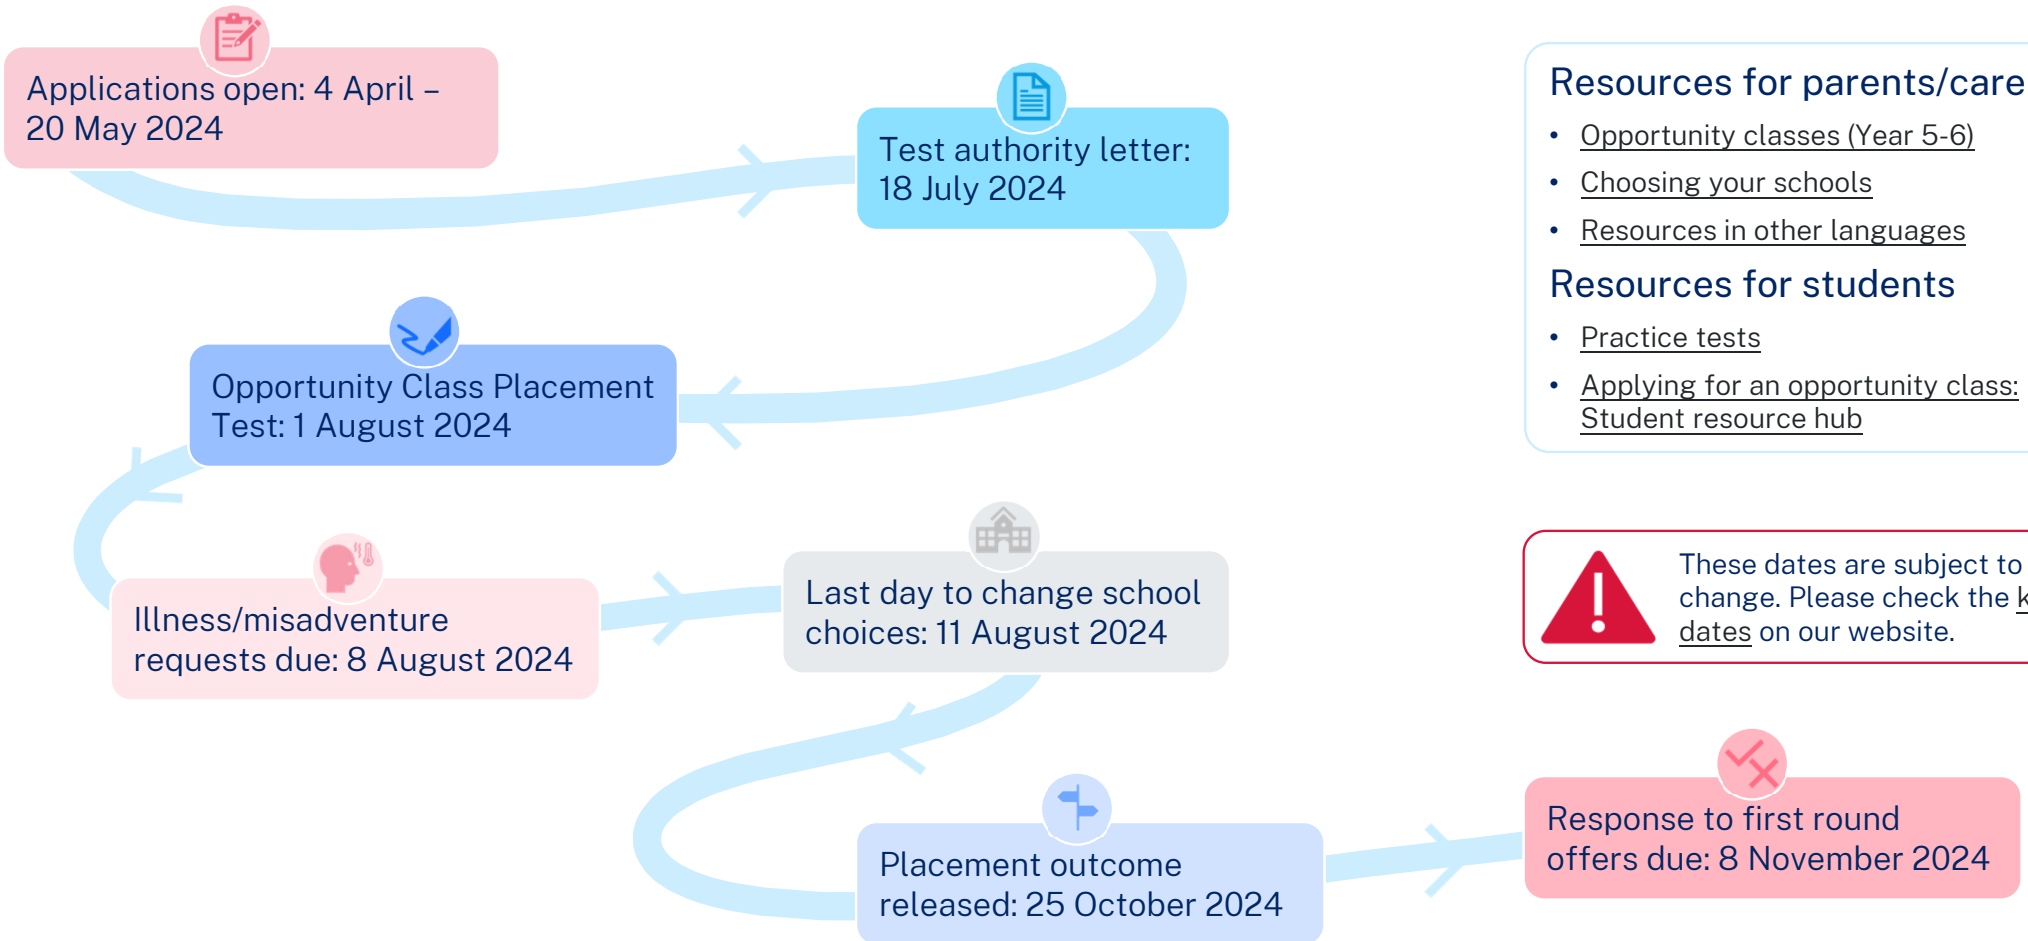 Applications open: 4 April –
20 May 2024
Test authority letter:
18 July 2024
Opportunity Class Placement
Test: 1 August 2024
Illness/misadventure
requests due: 8 August 2024
Last day to change school
choices: 11 August 2024
Placement outcome
released: 25 October 2024
Response to first round
offers due: 8 November 2024
Resources for parents/care
• Opportunity classes (Year 5-6)
• Choosing your schools
• Resources in other languages
Resources for students
• Practice tests
• Applying for an opportunity class:
Student resource hub
These dates are subject to
change. Please check the
dates on our website.